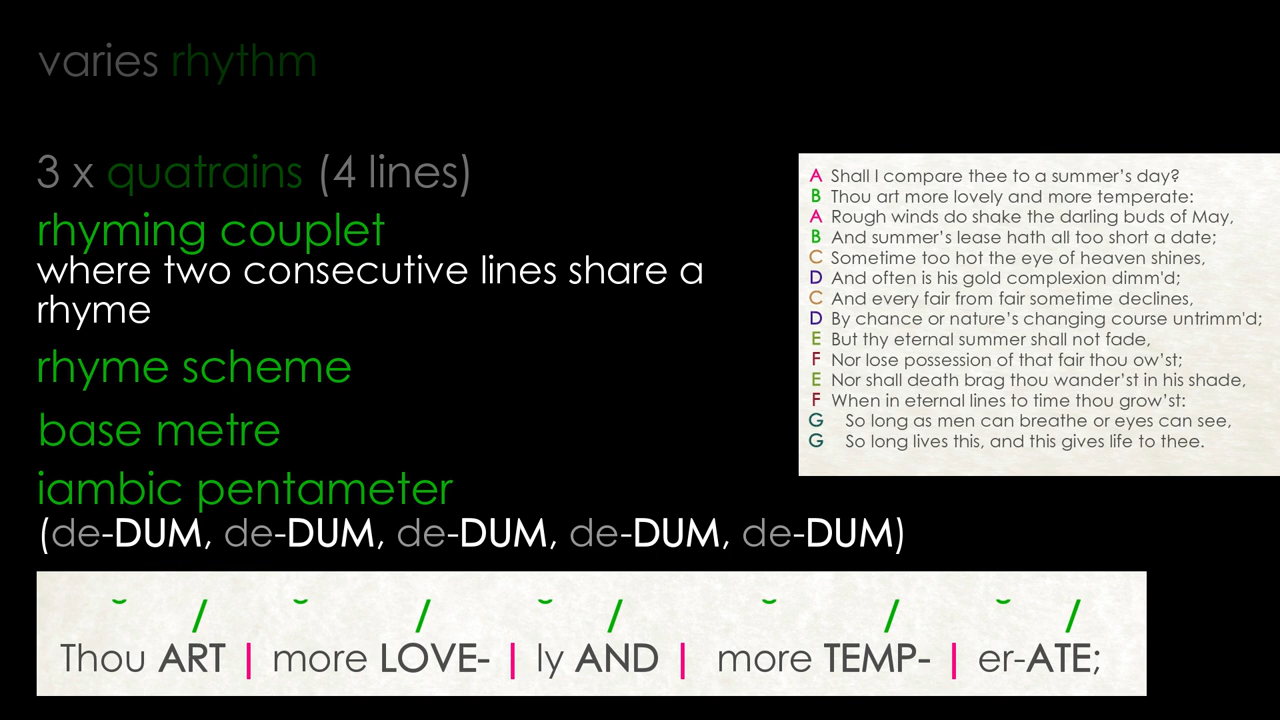 varies rhythm
3 x quatrains (4 lines)
rhyming couplet
where two consecutive lines share a
rhyme
rhyme scheme
base metre
iambic pentameter
(de-DUM, de-DUM, de-DUM, de-DUM, de-DUM)
A Shall I compare thee to a summer’s day?
B Thou art more lovely and more temperate:
A Rough winds do shake the darling buds of May,
B And summer’s lease hath all too short a date;
C Sometime too hot the eye of heaven shines,
D And often is his gold complexion dimm'd;
C And every fair from fair sometime declines,
D By chance or nature’s changing course untrimm'd;
E But thy eternal summer shall not fade,
F Nor lose possession of that fair thou ow’st;
E Nor shall death brag thou wander’st in his shade,
F When in eternal lines to time thou grow’st:
G So long as men can breathe or eyes can see,
G So long lives this, and this gives life to thee.
˘ / ˘ / ˘ / ˘ / ˘ /
Thou ART | more LOVE- | ly AND | more TEMP- | er-ATE;